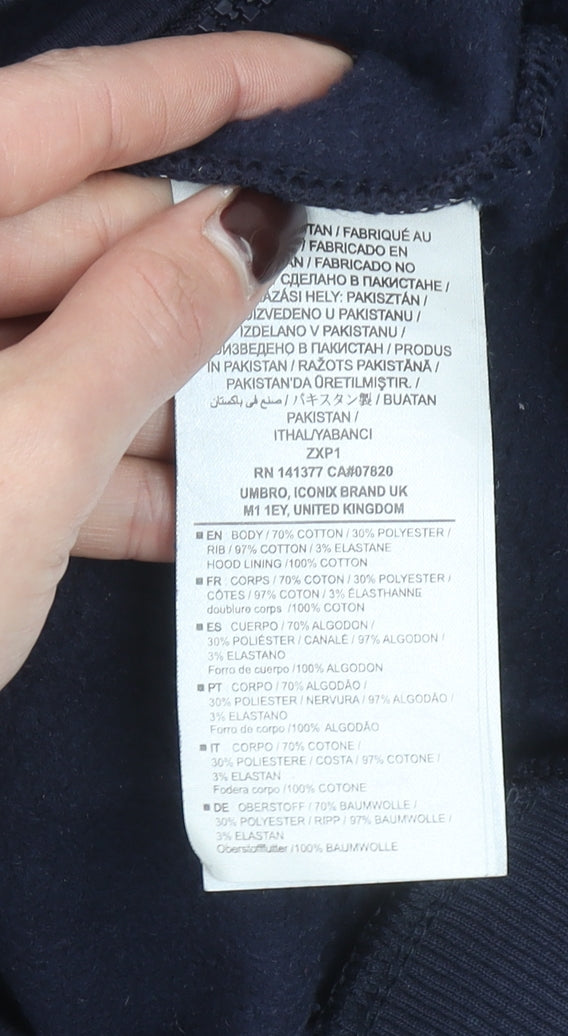 / FABRIQUÉ AU
/ FABRICADO EN
/ FABRICADO NO
СДЕЛАНО В ПАКИСТАНЕ /
HELY: PAKISZTÁN /
U PAKISTANU /
IZDELANO V PAKISTANU /
В ПАКИСТАН / PRODUS
IN PAKISTAN / RAŽOTS PAKISTĀNĀ /
PAKISTAN'DA ÜRETILMIŞTIR. /
صنع في باكستان / パキスタン製 / BUATAN
PAKISTAN /
ITHAL/YABANCI
ZXP1
RN 141377 CA#07820
UMBRO, ICONIX BRAND UK
M1 1EY, UNITED KINGDOM
EN BODY / 70% COTTON / 30% POLYESTER /
RIB / 97% COTTON / 3% ELASTANE
HOOD LINING /100% COTTON
FR : CORPS / 70% COTON / 30% POLYESTER /
CÔTES / 97% COTON / 3% ÉLASTHANNE
doublure corps /100% COTON
ES CUERPO / 70% ALGODON /
30% POLIÉSTER / CANALÉ / 97% ALGODON /
3% ELASTANO
Forro de cuerpo /100% ALGODON
PT CORPO / 70% ALGODÃO /
30% POLIESTER / NERVURA / 97% ALGODÃO /
3% ELASTANO
Forro de corpo /100% ALGODÃO
IT CORPO / 70% COTONE /
30% POLIESTERE / COSTA / 97% COTONE /
3% ELASTAN
Fodera corpo /100% COTONE
DE OBERSTOFF / 70% BAUMWOLLE /
30% POLYESTER / RIPP / 97% BAUMWOLLE /
3% ELASTAN
/100% BAUMWOLLE